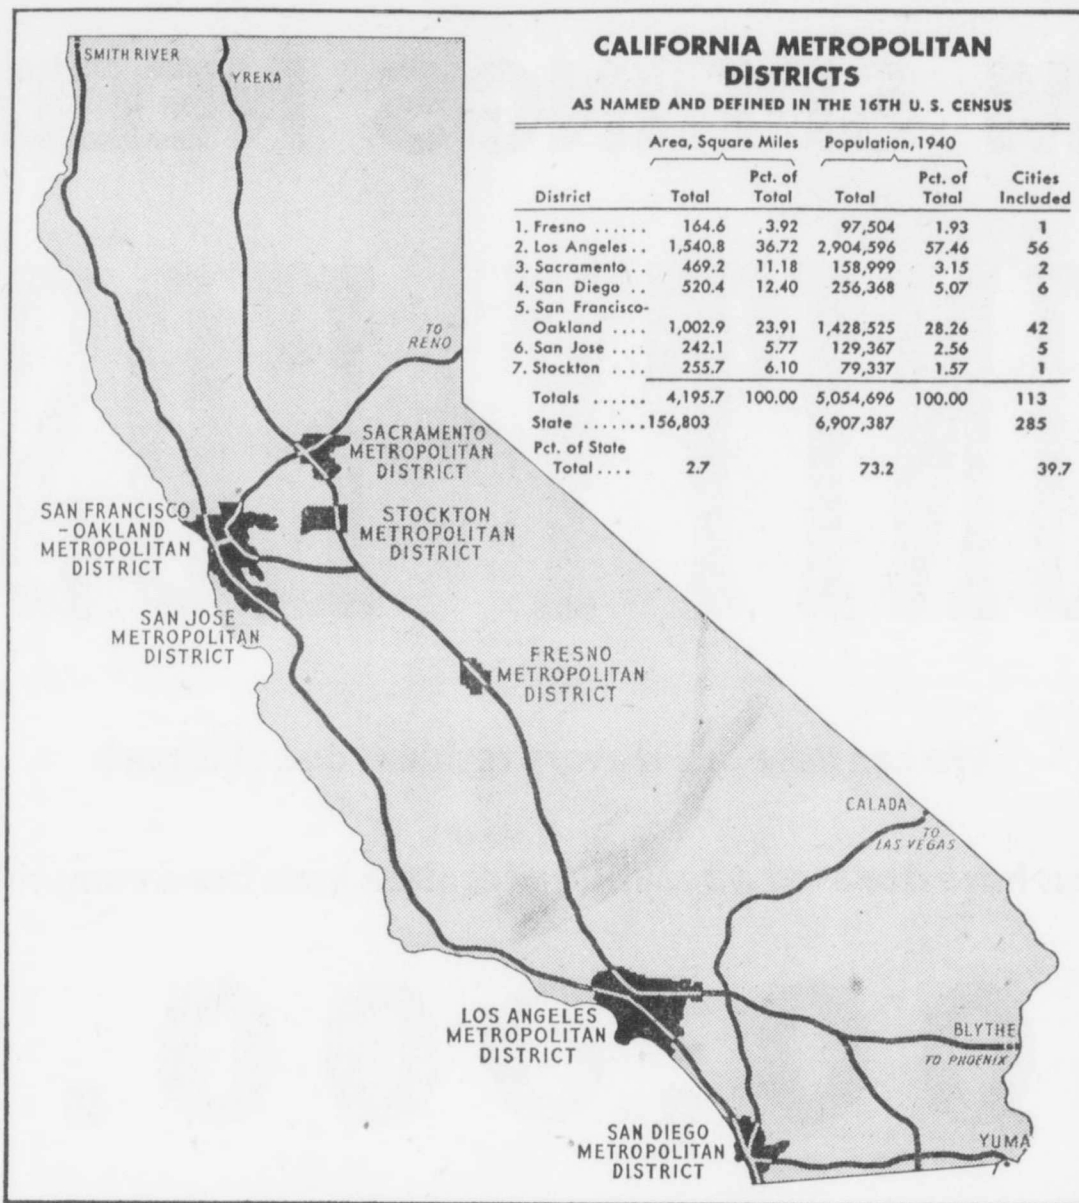 CALIFORNIA METROPOLITAN
DISTRICTS
AS NAMED AND DEFINED IN THE 16TH U. S. CENSUS
Area, Square Miles Population, 1940
District Total Pct. of Total Total Pct. of Total Cities Included
1. Fresno ...... 164.6 3.92 97,504 1.93 1
2. Los Angeles .. 1,540.8 36.72 2,904,596 57.46 56
3. Sacramento .. 469.2 11.18 158,999 3.15 2
4. San Diego .. 520.4 12.40 256,368 5.07 6
5. San Francisco-
Oakland .... 1,002.9 23.91 1,428,525 28.26 42
6. San Jose .... 242.1 5.77 129,367 2.56 5
7. Stockton .... 255.7 6.10 79,337 1.57 1
Totals ...... 4,195.7 100.00 5,054,696 100.00 113
State ....... 156,803 6,907,387 285
Pct. of State
Total .... 2.7 73.2 39.7
SMITH RIVER
YREKA
TO
RENO
SACRAMENTO
METROPOLITAN
DISTRICT
SAN FRANCISCO
- OAKLAND
METROPOLITAN
DISTRICT
STOCKTON
METROPOLITAN
DISTRICT
SAN JOSE
METROPOLITAN
DISTRICT
FRESNO
METROPOLITAN
DISTRICT
CALADA
TO
LAS VEGAS
LOS ANGELES
METROPOLITAN
DISTRICT
BLYTHE
TO PHOENIX
SAN DIEGO
METROPOLITAN
DISTRICT
YUMA